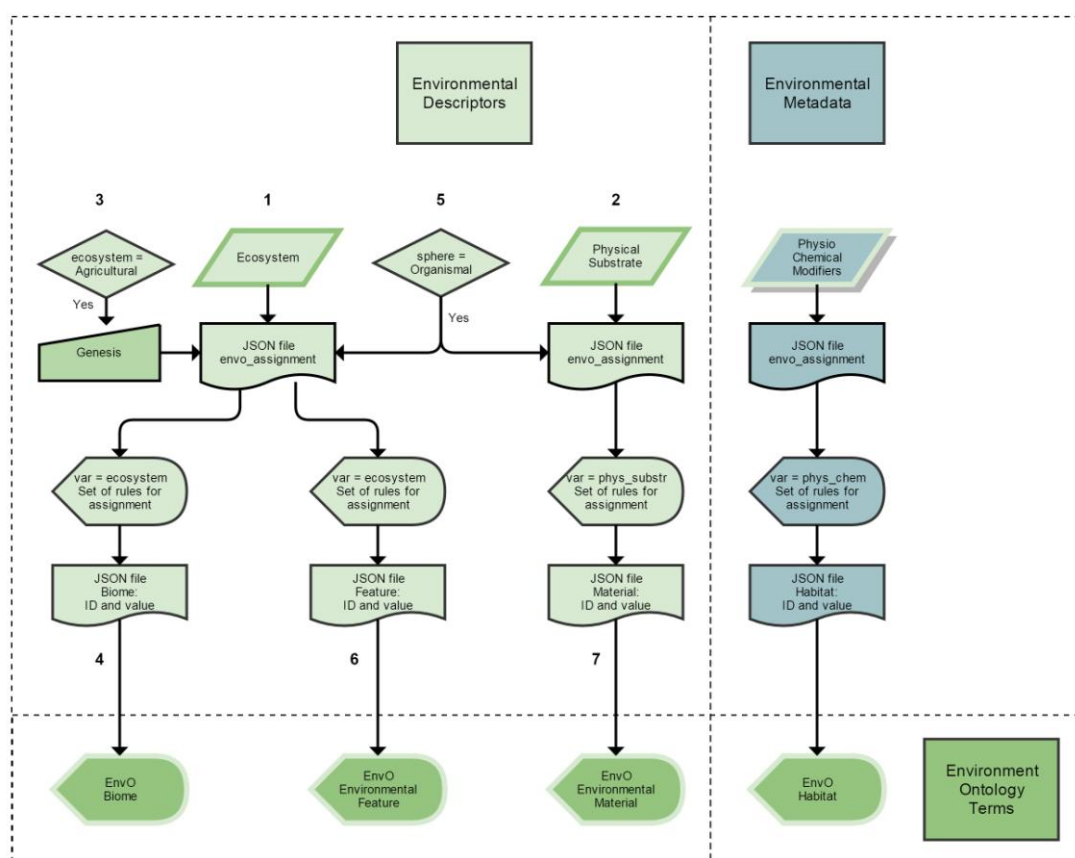 Environmental
Descriptors
Environmental
Metadata
3
1
5
2
ecosystem =
Agricultural
Ecosystem
sphere =
Organismal
Physical
Substrate
Physio
Chemical
Modifiers
Yes
Yes
Genesis
JSON file
envo_assignment
JSON file
envo_assignment
JSON file
envo_assignment
var = ecosystem
Set of rules for
assignment
var = ecosystem
Set of rules for
assignment
var = phys_substr
Set of rules for
assignment
var = phys_chem
Set of rules for
assignment
JSON file
Biome:
ID and value
JSON file
Feature:
ID and value
JSON file
Material:
ID and value
JSON file
Habitat:
ID and value
4
6
7
EnvO
Biome
EnvO
Environmental
Feature
EnvO
Environmental
Material
EnvO
Habitat
Environment
Ontology
Terms